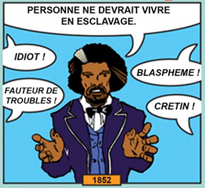 PERSONNE NE DEVRAIT VIVRE
EN ESCLAVAGE.
IDIOT !
BLASPHEME !
FAUTEUR DE
TROUBLES !
CRETIN !
1852